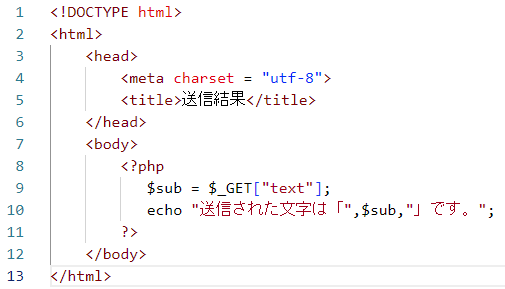 1 <!DOCTYPE html>
2 <html>
3     <head>
4         <meta charset = "utf-8">
5         <title>送信結果</title>
6     </head>
7     <body>
8         <?php
9            $sub = $_GET["text"];
10            echo "送信された文字は「",$sub,"」です。";
11         ?>
12     </body>
13 </html>